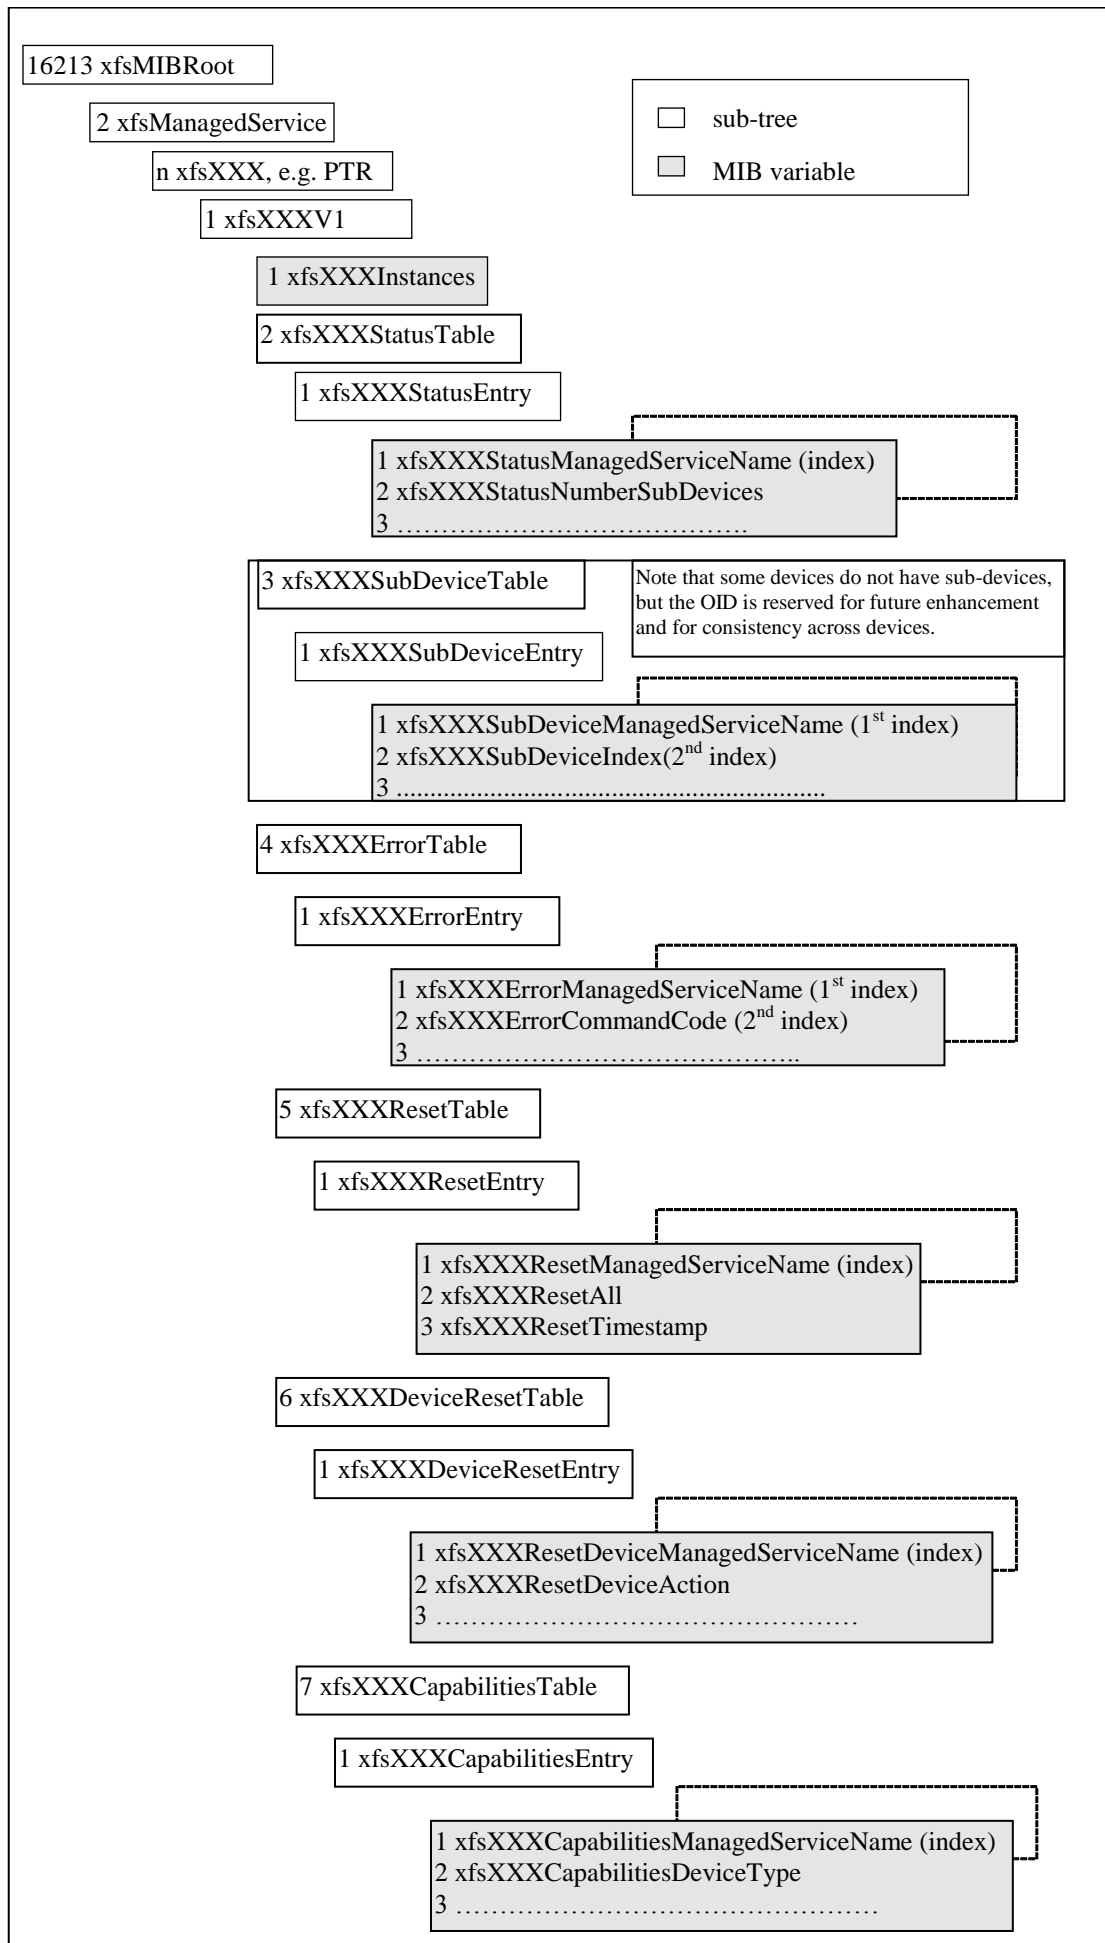 16213 xfsMIBRoot
2 xfsManagedService
sub-tree
MIB variable
n xfsXXX, e.g. PTR
1 xfsXXXV1
1 xfsXXXInstances
2 xfsXXXStatusTable
1 xfsXXXStatusEntry
1 xfsXXXStatusManagedServiceName (index)
2 xfsXXXStatusNumberSubDevices
3 ………………………………….
3 xfsXXXSubDeviceTable
Note that some devices do not have sub-devices,
but the OID is reserved for future enhancement
and for consistency across devices.
1 xfsXXXSubDeviceEntry
1 xfsXXXSubDeviceManagedServiceName (1st index)
2 xfsXXXSubDeviceIndex(2nd index)
3 ................................................................
4 xfsXXXErrorTable
1 xfsXXXErrorEntry
1 xfsXXXErrorManagedServiceName (1st index)
2 xfsXXXErrorCommandCode (2nd index)
3 ……………………………………..
5 xfsXXXResetTable
1 xfsXXXResetEntry
1 xfsXXXResetManagedServiceName (index)
2 xfsXXXResetAll
3 xfsXXXResetTimestamp
6 xfsXXXDeviceResetTable
1 xfsXXXDeviceResetEntry
1 xfsXXXResetDeviceManagedServiceName (index)
2 xfsXXXResetDeviceAction
3 …………………………………………
7 xfsXXXCapabilitiesTable
1 xfsXXXCapabilitiesEntry
1 xfsXXXCapabilitiesManagedServiceName (index)
2 xfsXXXCapabilitiesDeviceType
3 …………………………………………